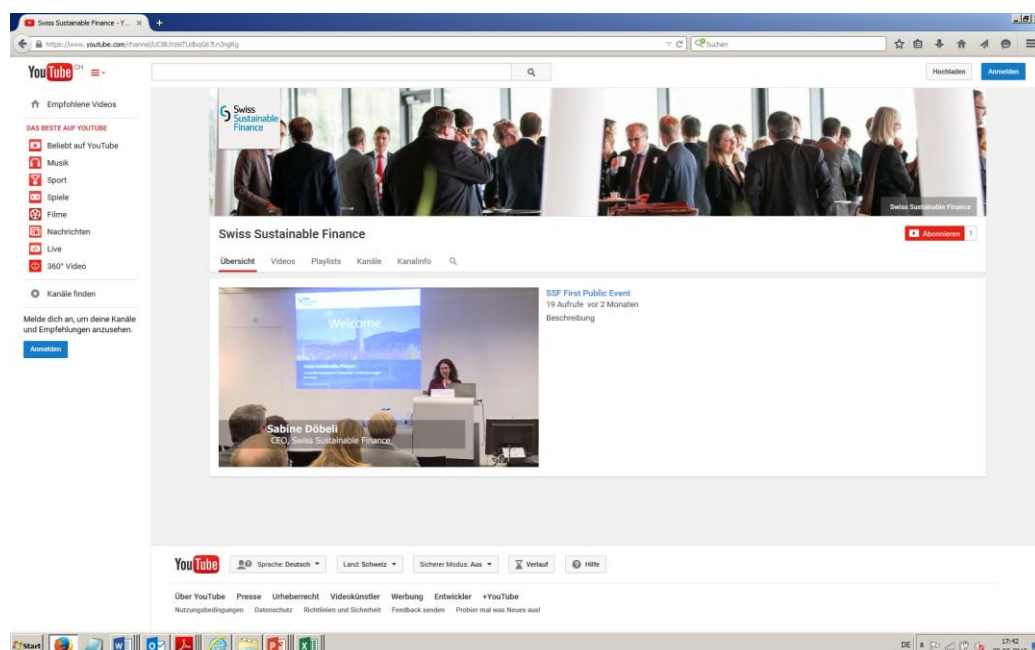 Swiss Sustainable Finance - Y...
https://www.youtube.com/channel/
Suchen
YouTube CH
Hochladen
Anmelden
Empfohlene Videos
DAS BESTE AUF YOUTUBE
Beliebt auf YouTube
Musik
Sport
Spiele
Filme
Nachrichten
Live
360° Video
Kanäle finden
Melde dich an, um deine Kanäle
und Empfehlungen anzusehen.
Anmelden
Swiss
Sustainable
Finance
Swiss Sustainable Finance
Swiss Sustainable Finance
Abonnieren 1
Übersicht Videos Playlists Kanäle Kanalinfo
Welcome
Sabine Döbeli
CEO, Swiss Sustainable Finance
SSF First Public Event
19 Aufrufe vor 2 Monaten
Beschreibung
YouTube
Sprache: Deutsch
Land: Schweiz
Sicherer Modus: Aus
Verlauf
Hilfe
Über YouTube Presse Urheberrecht Videokünstler Werbung Entwickler +YouTube
Nutzungsbedingungen Datenschutz Richtlinien und Sicherheit Feedback senden Probier mal was Neues aus!
Start
DE
17:42